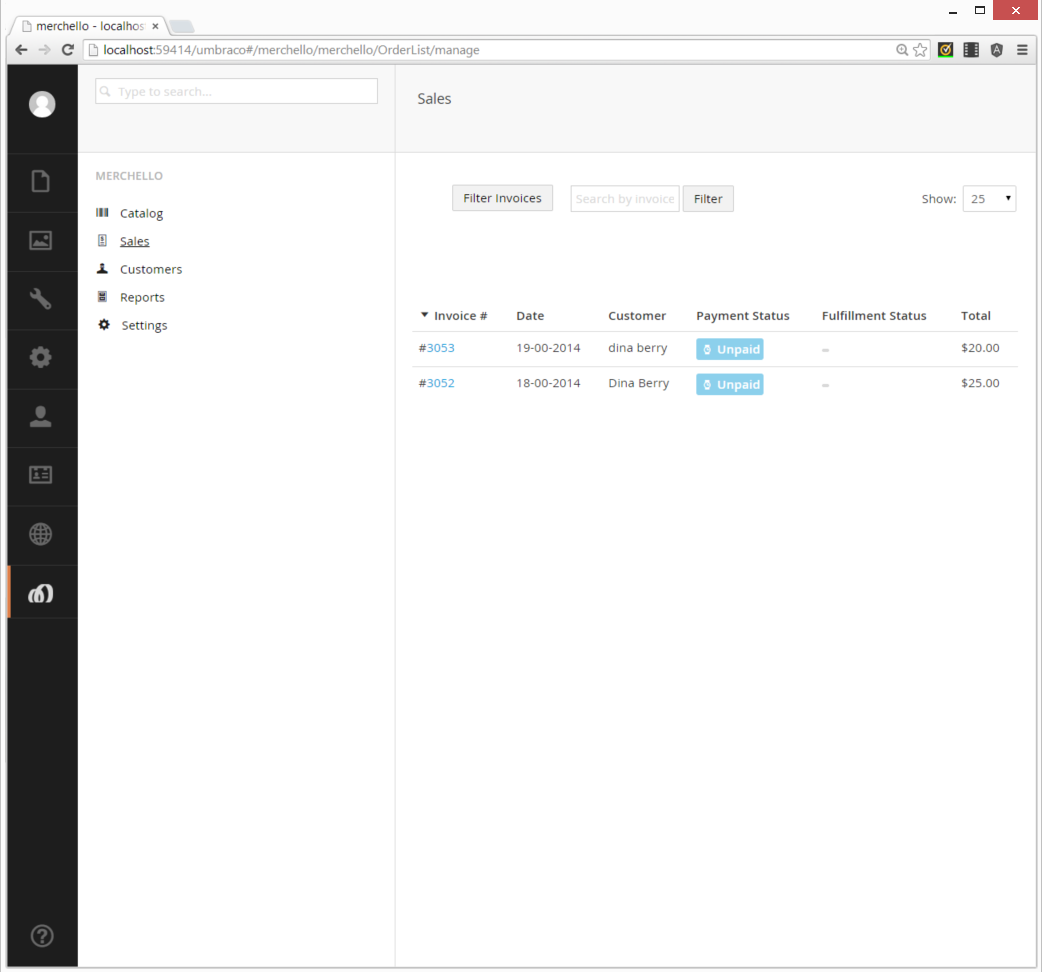 merchello - localhos
localhost:59414/umbraco#/merchello/merchello/OrderList/manage
Type to search...
Sales
MERCHELLO
Catalog
Sales
Customers
Reports
Settings
Filter Invoices
Search by invoice
Filter
Show: 25
Invoice # Date Customer Payment Status Fulfillment Status Total
#3053 19-00-2014 dina berry Unpaid – $20.00
#3052 18-00-2014 Dina Berry Unpaid – $25.00